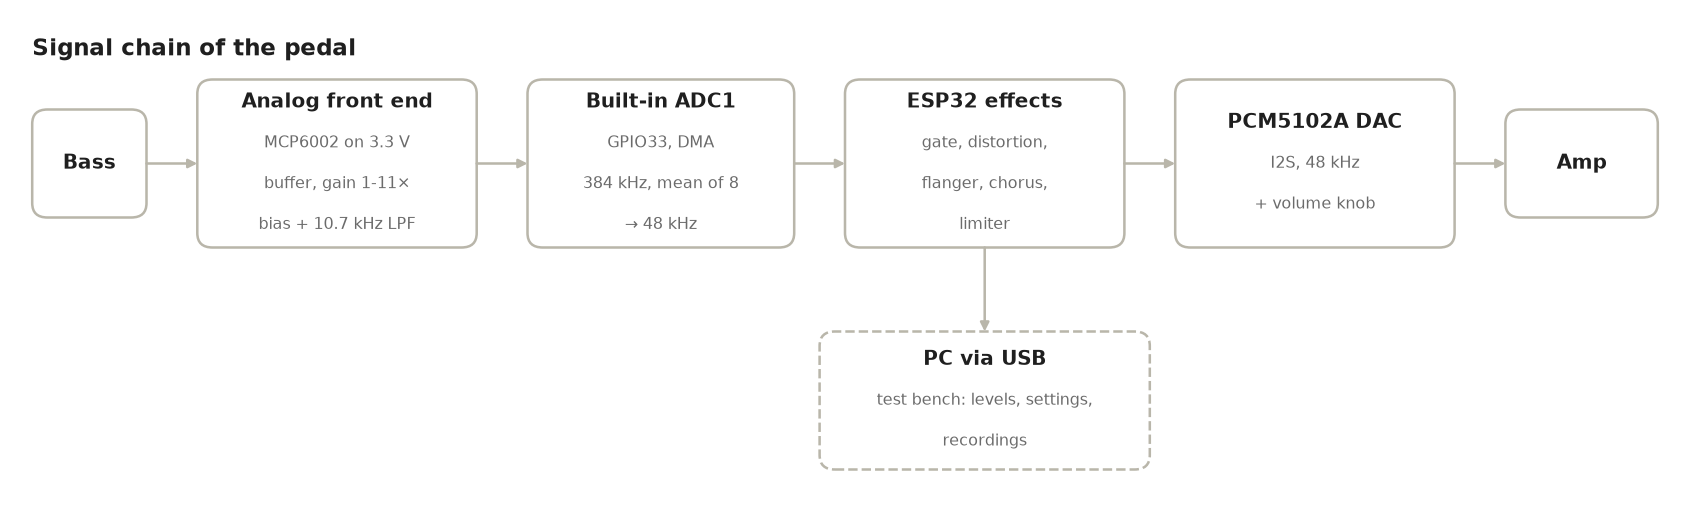 Signal chain of the pedal
Bass
Analog front end
MCP6002 on 3.3 V
buffer, gain 1-11×
bias + 10.7 kHz LPF
Built-in ADC1
GPIO33, DMA
384 kHz, mean of 8
→ 48 kHz
ESP32 effects
gate, distortion,
flanger, chorus,
limiter
PCM5102A DAC
I2S, 48 kHz
+ volume knob
Amp
PC via USB
test bench: levels, settings,
recordings